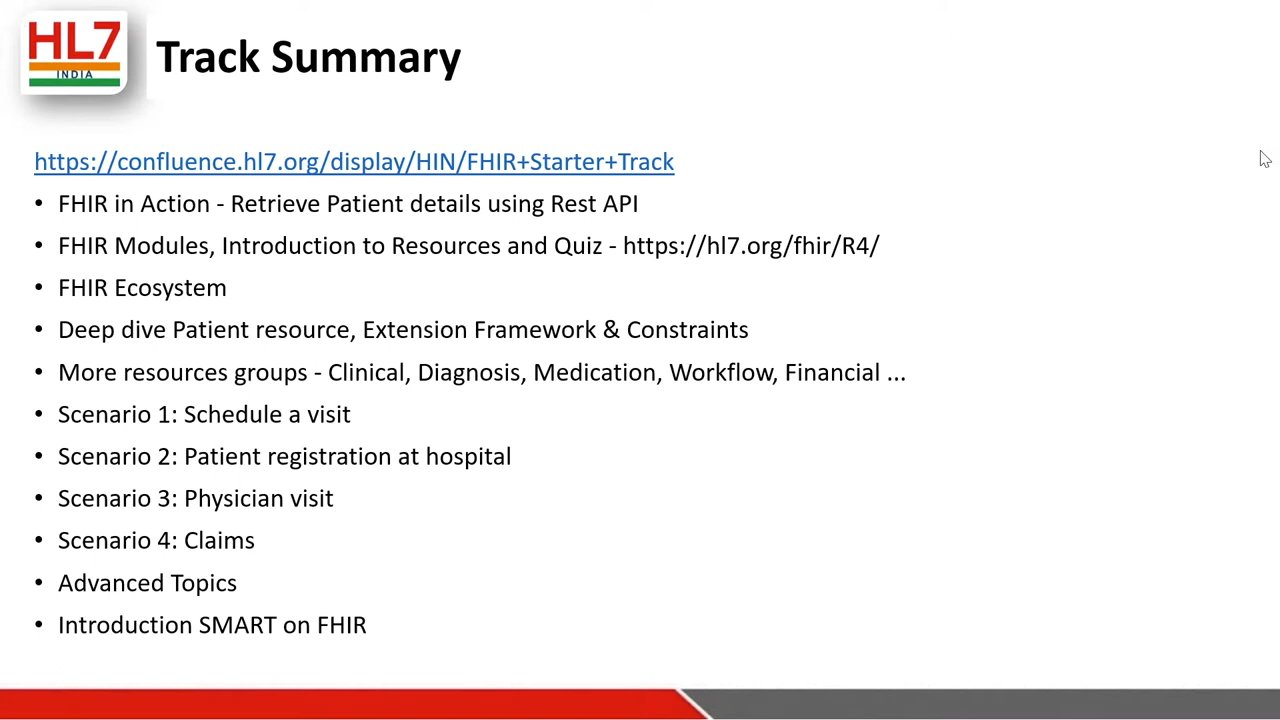 HL7
INDIA
Track Summary
https://confluence.hl7.org/display/HIN/FHIR+Starter+Track
• FHIR in Action - Retrieve Patient details using Rest API
• FHIR Modules, Introduction to Resources and Quiz - https://hl7.org/fhir/R4/
• FHIR Ecosystem
• Deep dive Patient resource, Extension Framework & Constraints
• More resources groups - Clinical, Diagnosis, Medication, Workflow, Financial ...
• Scenario 1: Schedule a visit
• Scenario 2: Patient registration at hospital
• Scenario 3: Physician visit
• Scenario 4: Claims
• Advanced Topics
• Introduction SMART on FHIR